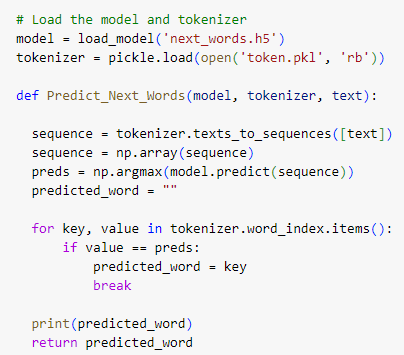 # Load the model and tokenizer
model = load_model('next_words.h5')
tokenizer = pickle.load(open('token.pkl', 'rb'))
def Predict_Next_Words(model, tokenizer, text):
sequence = tokenizer.texts_to_sequences([text])
sequence = np.array(sequence)
preds = np.argmax(model.predict(sequence))
predicted_word = ""
for key, value in tokenizer.word_index.items():
if value == preds:
predicted_word = key
break
print(predicted_word)
return predicted_word